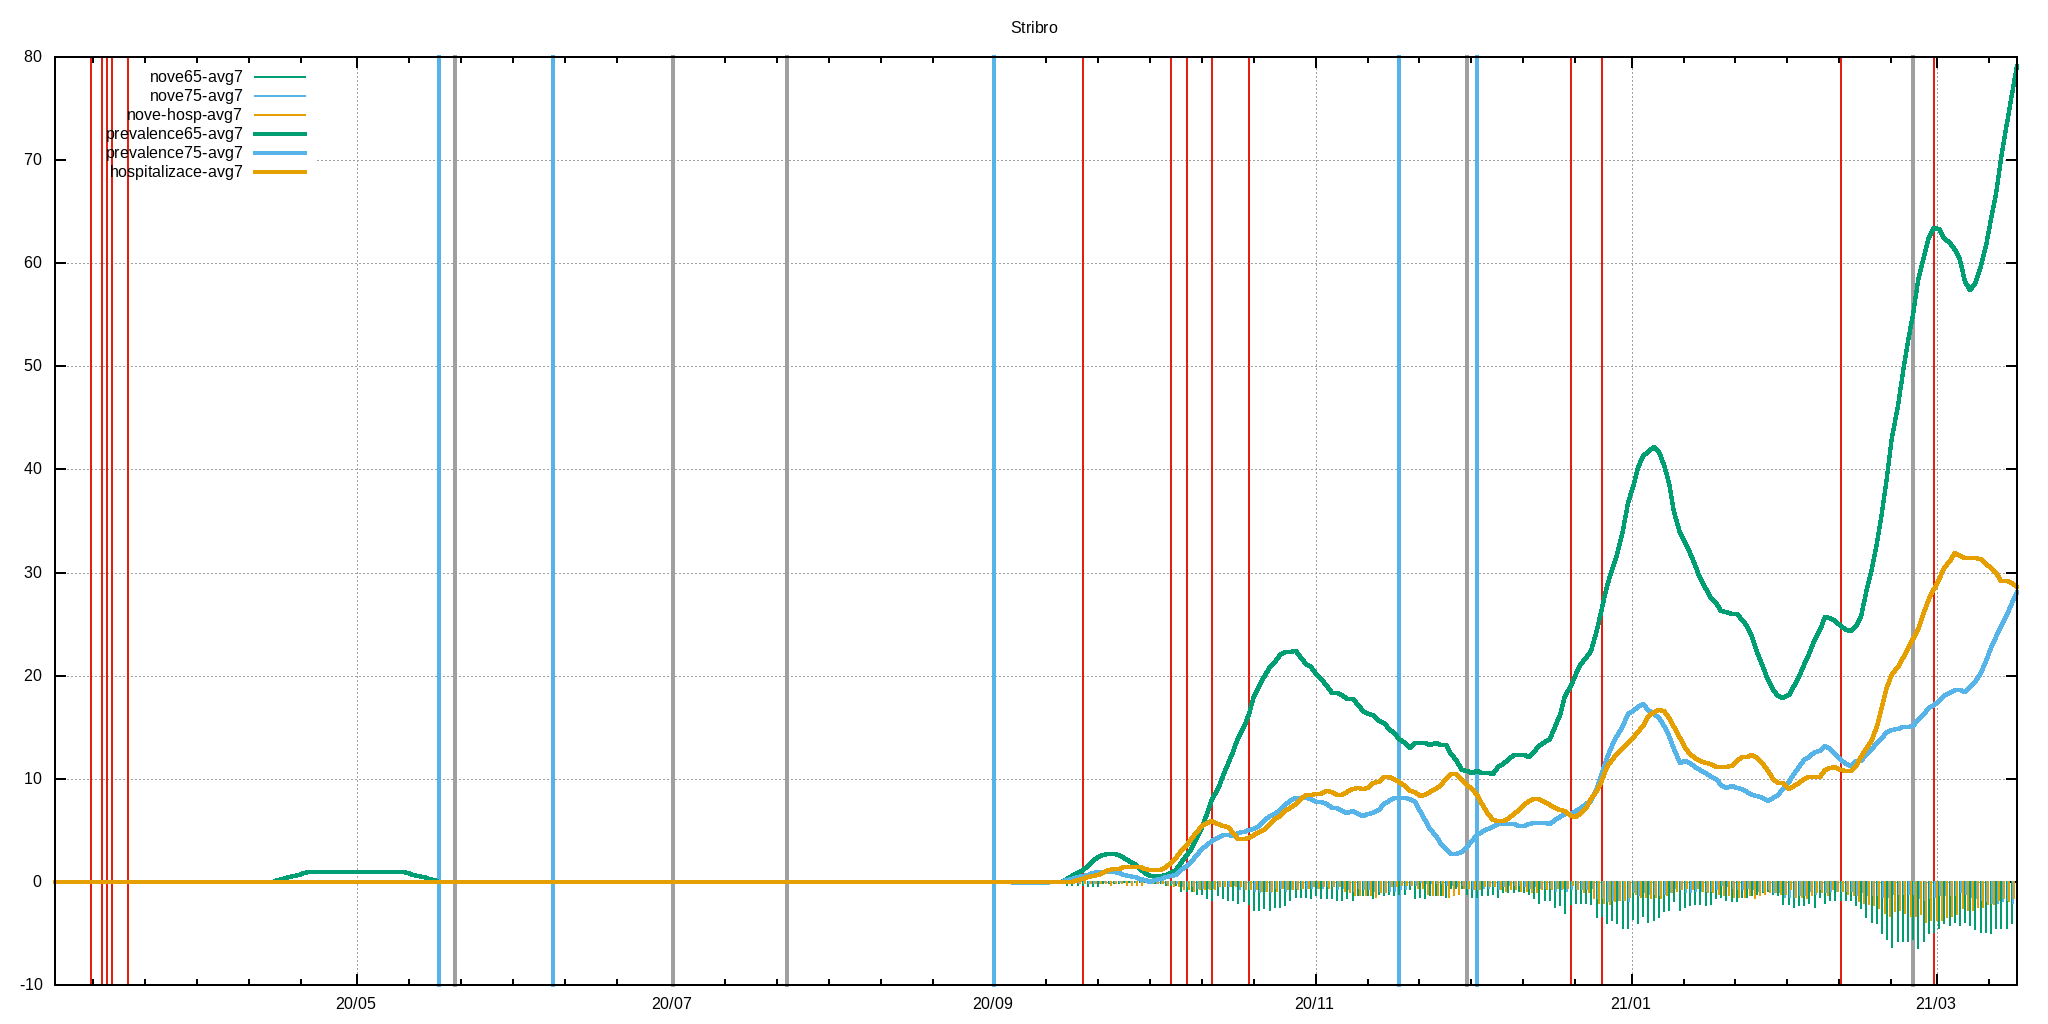 Stribro
80
70
60
50
40
30
20
10
0
-10
nove65-avg7
nove75-avg7
nove-hosp-avg7
prevalence65-avg7
prevalence75-avg7
hospitalizace-avg7
20/05
20/07
20/09
20/11
21/01
21/03